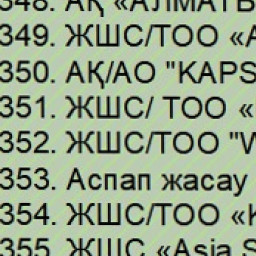 348. АҚ «АЛМАТЫ
349. ЖШС/ТОО «
350. АҚ/АО "KAPS
351. ЖШС/ ТОО «
352. ЖШС/ТОО "
353. Аспап жасау
354. ЖШС/ТОО «
355. ЖШС «Asia S